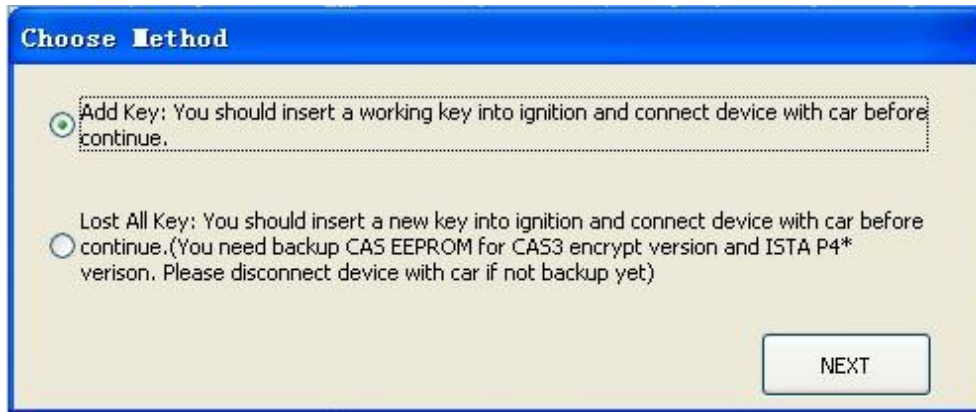 Choose Method
Add Key: You should insert a working key into ignition and connect device with car before
continue.
Lost All Key: You should insert a new key into ignition and connect device with car before
continue.(You need backup CAS EEPROM for CAS3 encrypt version and ISTA P4*
verison. Please disconnect device with car if not backup yet)
NEXT